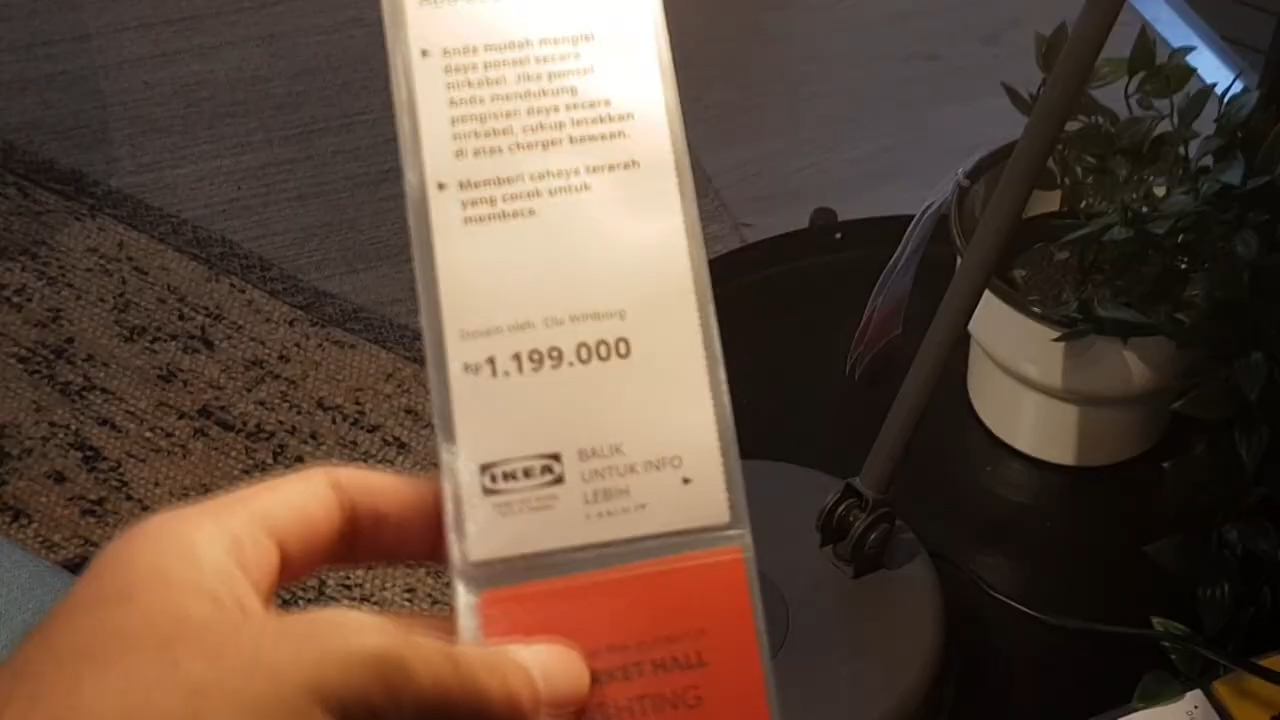 Anda mudah mengisi
daya ponsel secara
nirkabel. Jika ponsel
Anda mendukung
pengisian daya secara
nirkabel, cukup letakkan
di atas charger bawaan.
Memberi cahaya terarah
yang cocok untuk
membaca.
Desain oleh: Ola Wihlborg
Rp1.199.000
IKEA
BALIK
UNTUK INFO
LEBIH
RKET HALL
GHTING